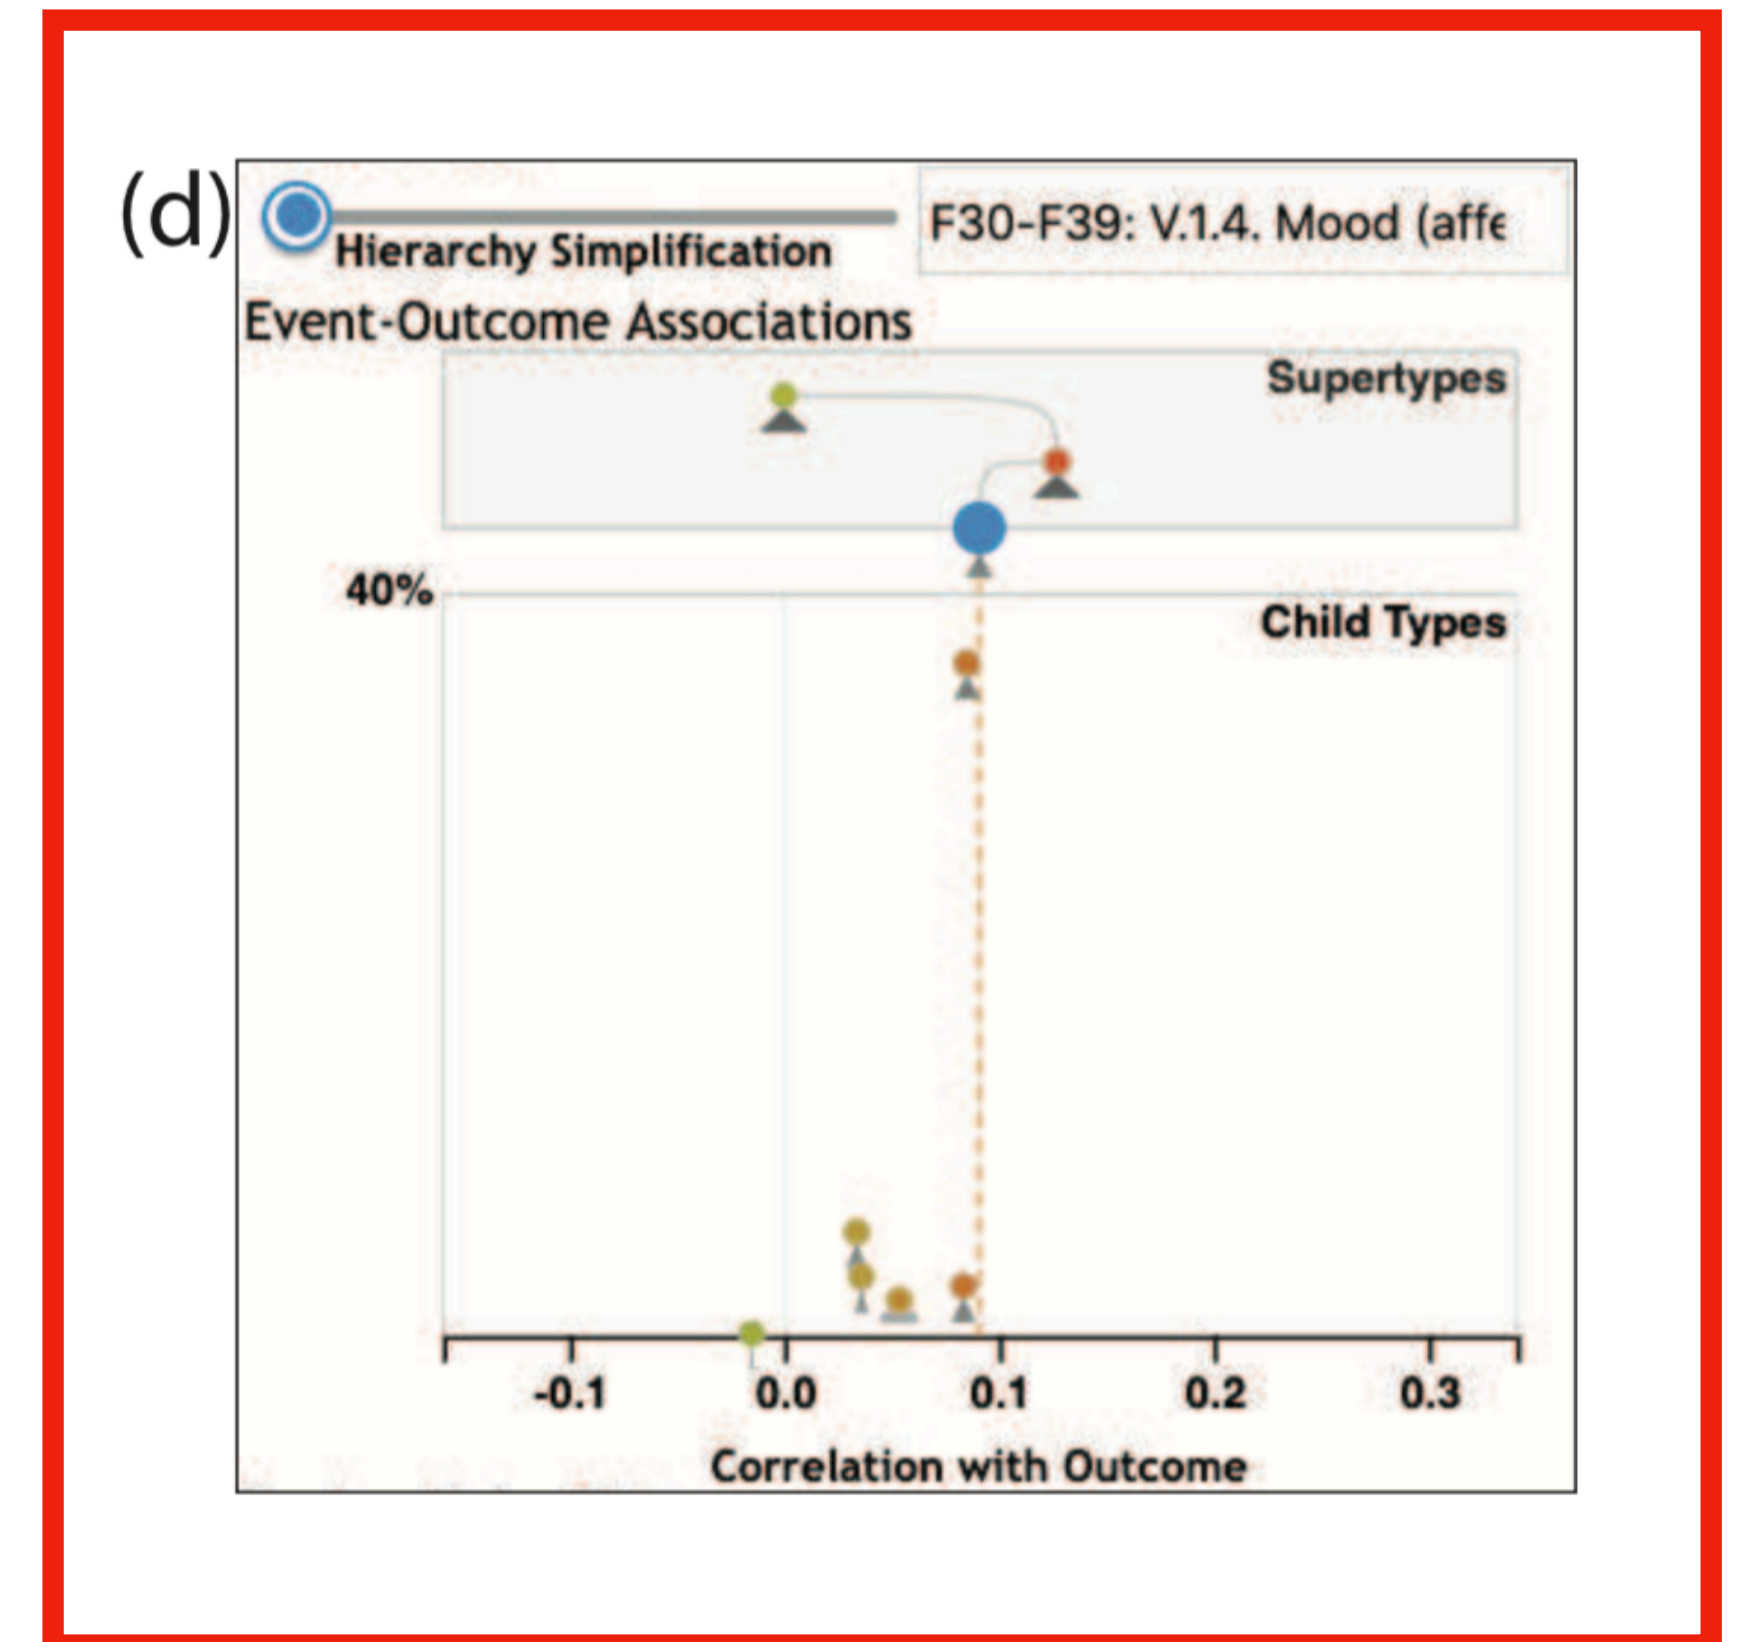 (d)
F30-F39: V.1.4. Mood (affe
Hierarchy Simplification
Event-Outcome Associations
Supertypes
40%
Child Types
-0.1 0.0 0.1 0.2 0.3
Correlation with Outcome